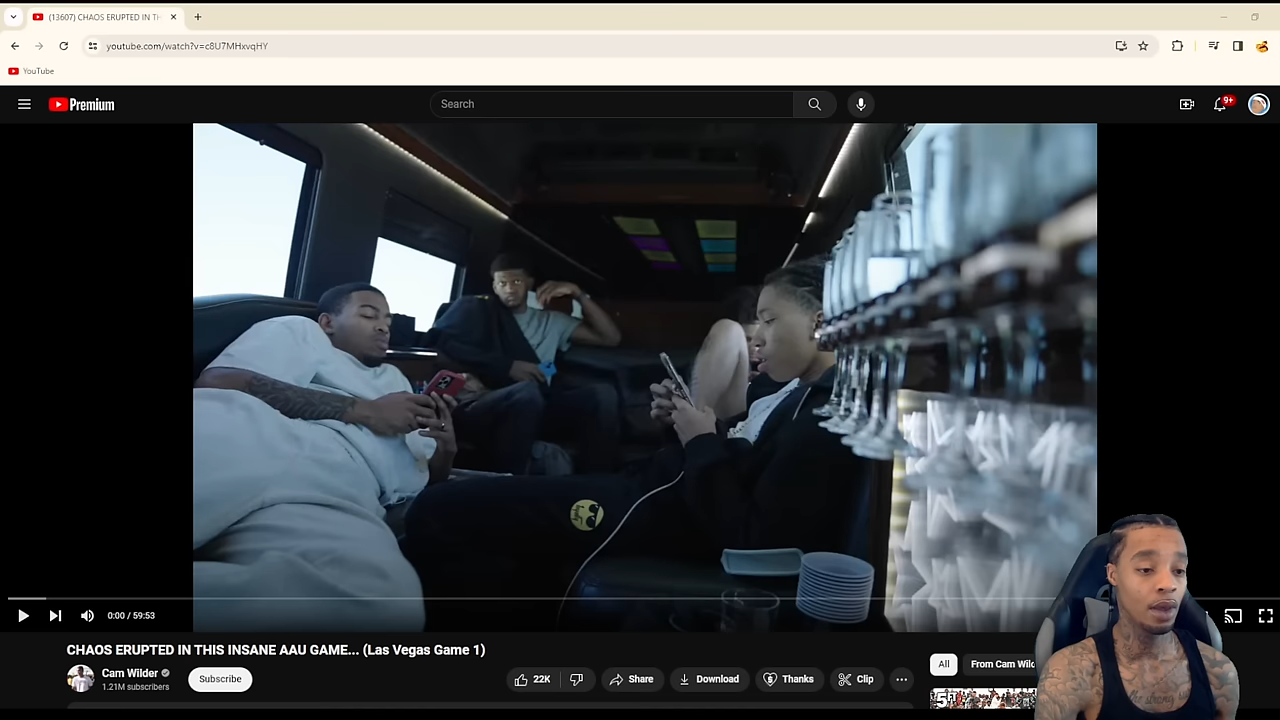 (13607) CHAOS ERUPTED IN TH
youtube.com/watch?v=c8U7MHxvqHY
YouTube
Premium
Search
9+
0:00 / 59:53
CHAOS ERUPTED IN THIS INSANE AAU GAME... (Las Vegas Game 1)
Cam Wilder
1.21M subscribers
Subscribe
22K
Share
Download
Thanks
Clip
All
From Cam Wil